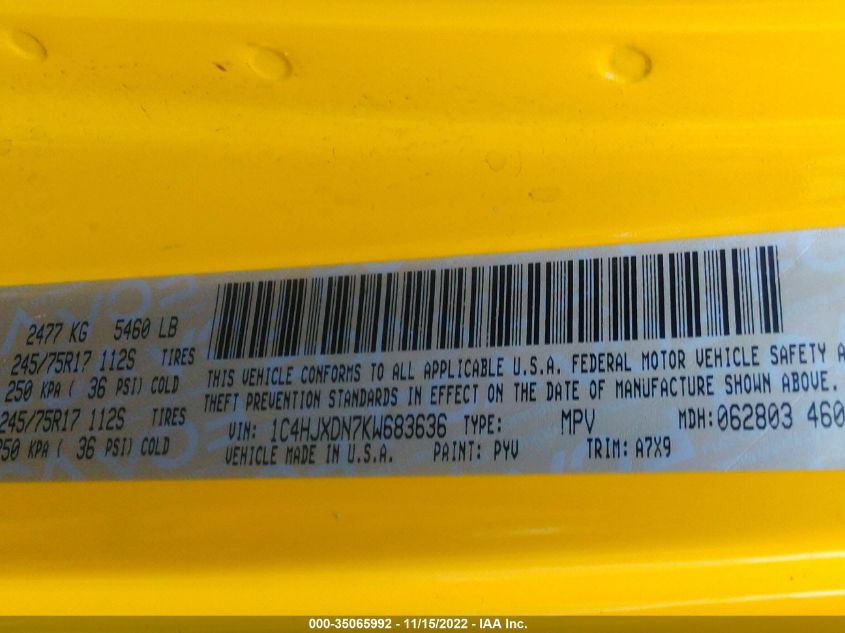 2477 KG 5460 LB
245/75R17 112S TIRES
250 KPA ( 36 PSI) COLD
245/75R17 112S TIRES
250 KPA ( 36 PSI) COLD
THIS VEHICLE CONFORMS TO ALL APPLICABLE U.S.A. FEDERAL MOTOR VEHICLE SAFETY A
THEFT PREVENTION STANDARDS IN EFFECT ON THE DATE OF MANUFACTURE SHOWN ABOVE.
VIN: 1C4HJXDN7KW683636 TYPE: MPV MDH: 062803 460
VEHICLE MADE IN U.S.A. PAINT: PYV TRIM: A7X9
000-35065992 - 11/15/2022 - IAA Inc.